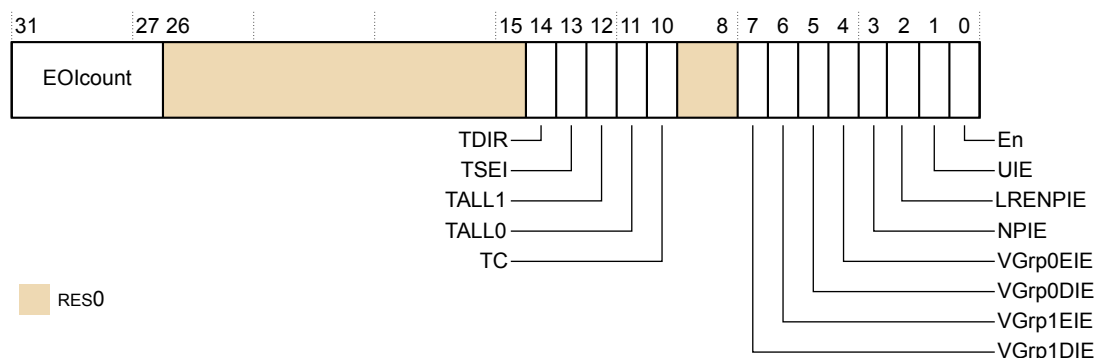 31 27 26 15 14 13 12 11 10 8 7 6 5 4 3 2 1 0
EOIcount
TDIR En
TSEI UIE
TALL1 LRENPIE
TALL0 NPIE
TC VGrp0EIE
VGrp0DIE
RES0 VGrp1EIE
VGrp1DIE